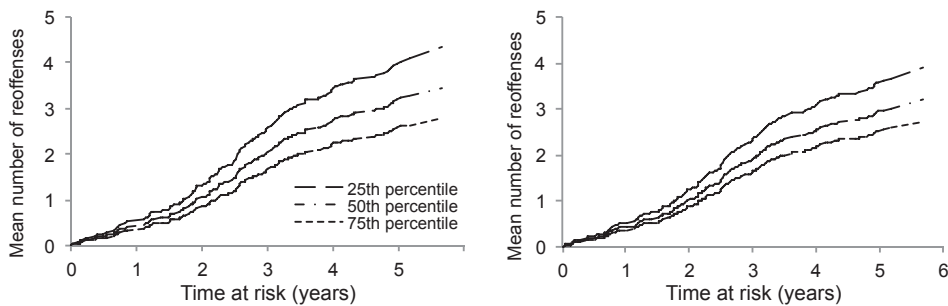 Mean number of reoffenses
5
4
3
2
1
0
25th percentile
50th percentile
75th percentile
0 1 2 3 4 5
Time at risk (years)
Mean number of reoffenses
5
4
3
2
1
0
0 1 2 3 4 5 6
Time at risk (years)